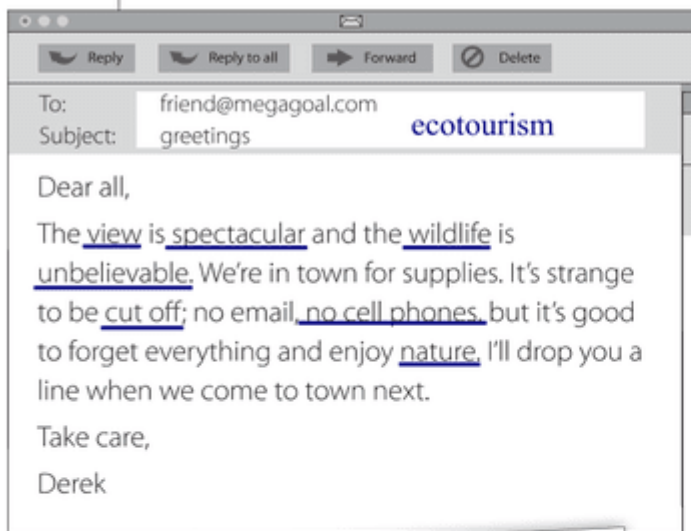 Reply Reply to all Forward Delete
To: friend@megagoal.com
Subject: greetings ecotourism
Dear all,
The view is spectacular and the wildlife is
unbelievable. We're in town for supplies. It's strange
to be cut off; no email, no cell phones, but it's good
to forget everything and enjoy nature. I'll drop you a
line when we come to town next.
Take care,
Derek